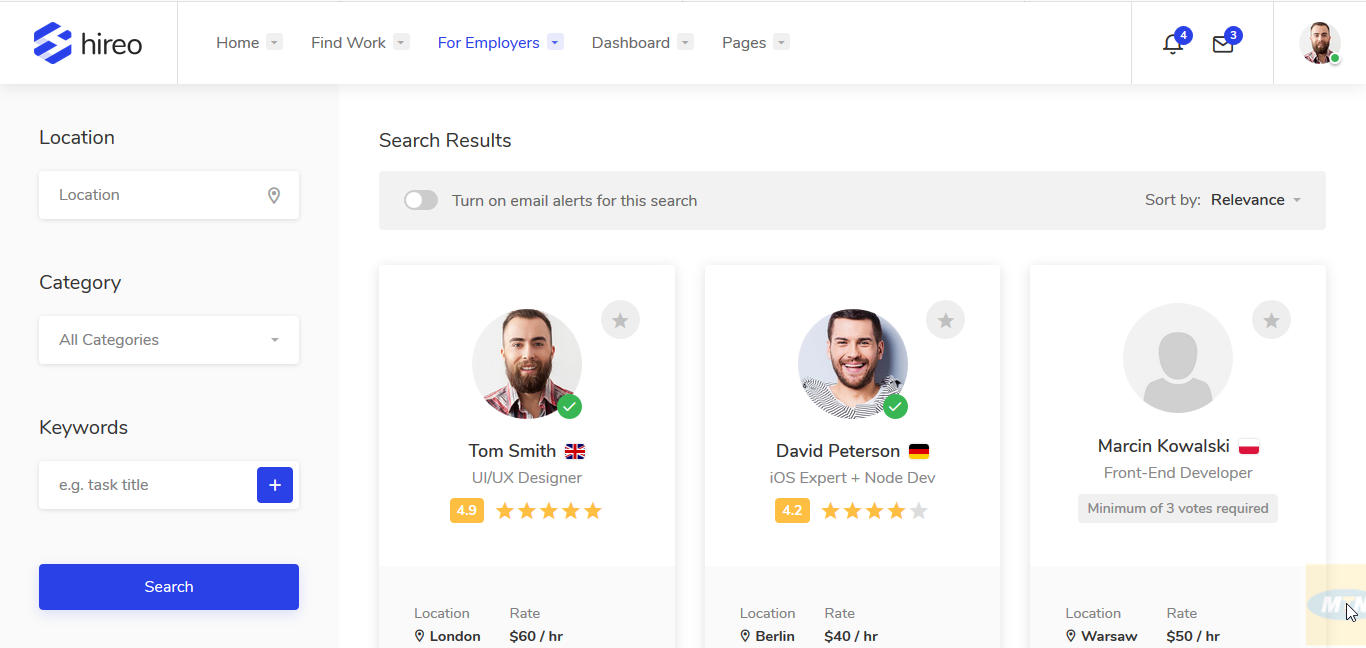 hireo
Home
Find Work
For Employers
Dashboard
Pages
4
3
Location
Location
Category
All Categories
Keywords
e.g. task title
+
Search
Search Results
Turn on email alerts for this search
Sort by: Relevance
Tom Smith
UI/UX Designer
4.9
Location Rate
London $60 / hr
David Peterson
iOS Expert + Node Dev
4.2
Location Rate
Berlin $40 / hr
Marcin Kowalski
Front-End Developer
Minimum of 3 votes required
Location Rate
Warsaw $50 / hr